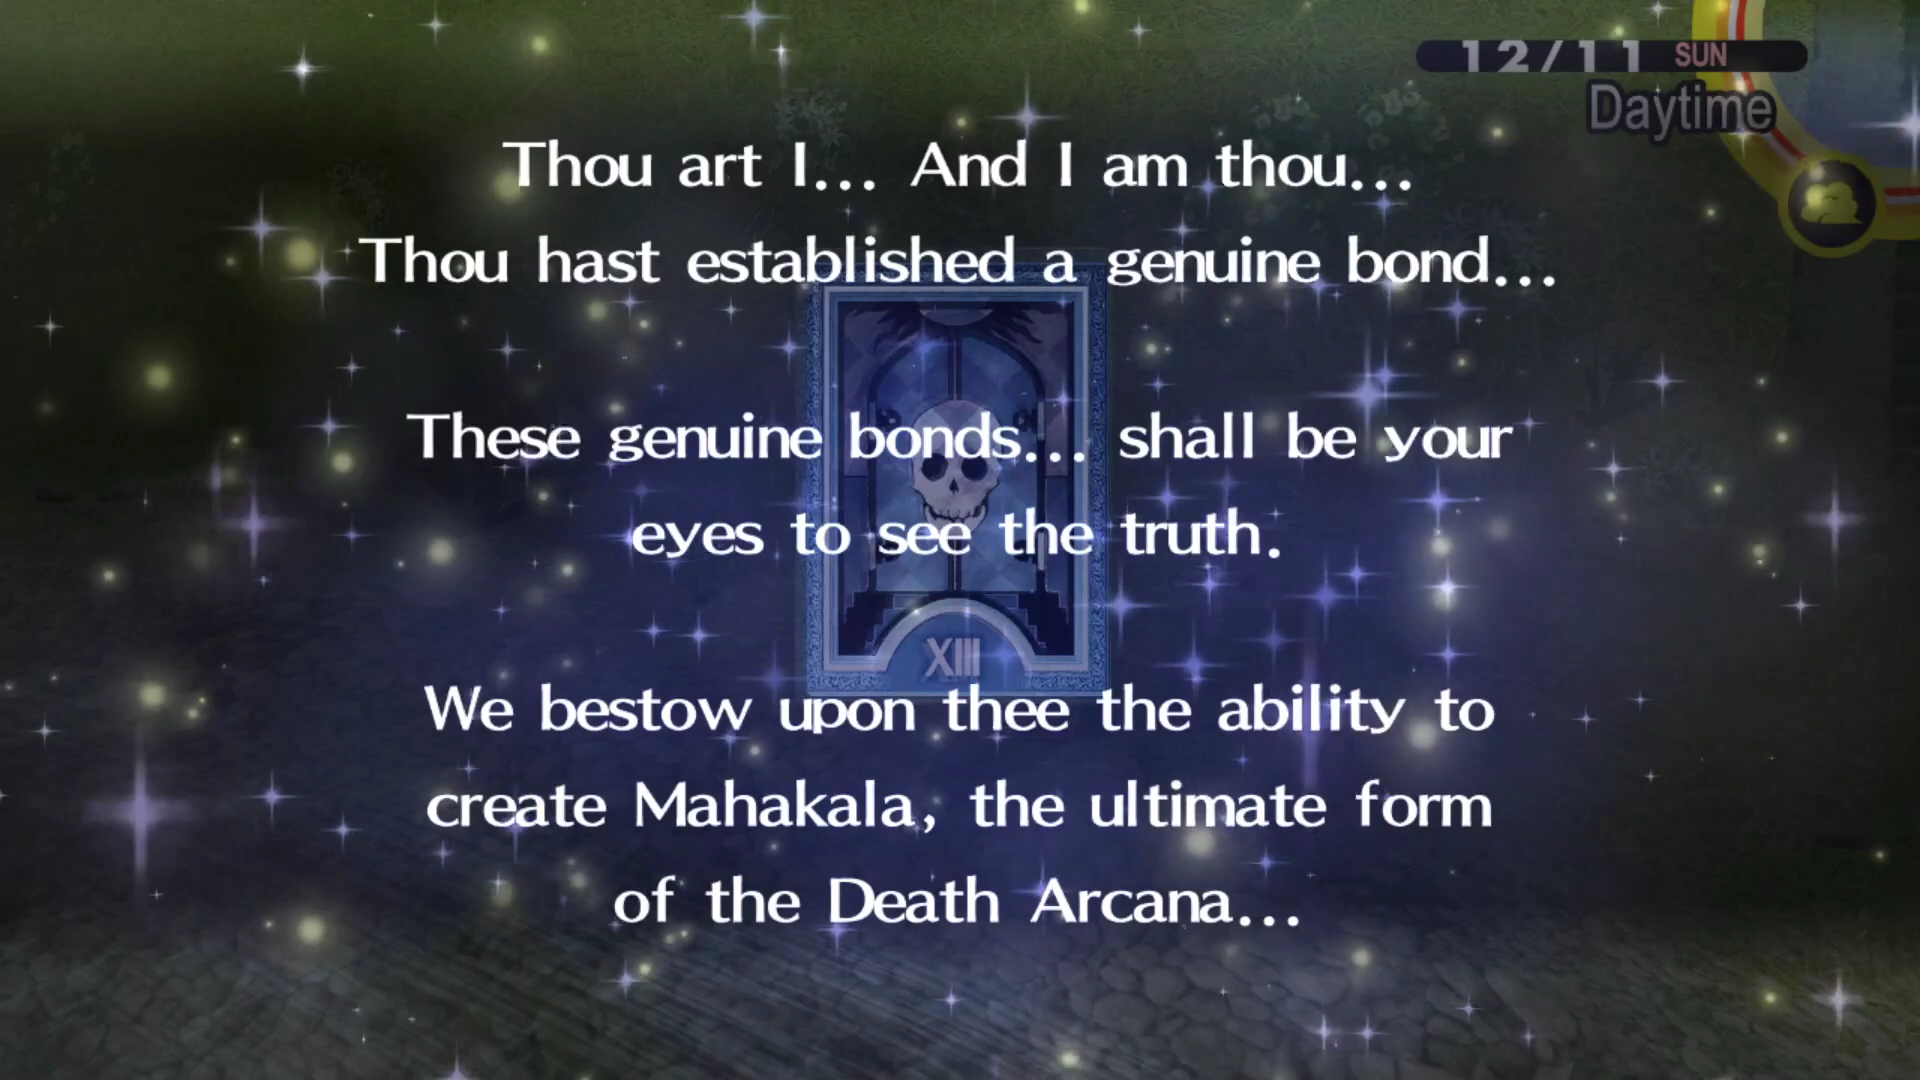 12/11 SUN
Daytime
Thou art I... And I am thou...
Thou hast established a genuine bond...
These genuine bonds... shall be your
eyes to see the truth.
XIII
We bestow upon thee the ability to
create Mahakala, the ultimate form
of the Death Arcana...